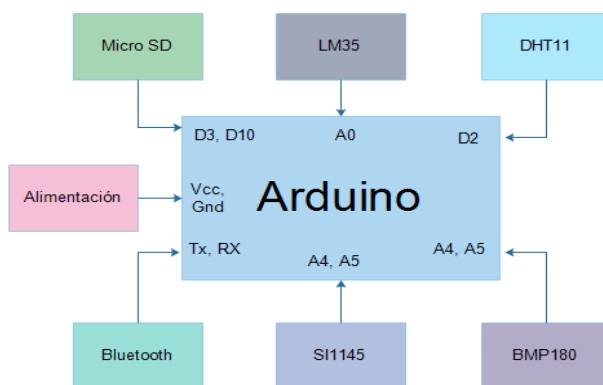 Micro SD
LM35
DHT11
D3, D10
A0
D2
Alimentación
Vcc,
Gnd
Arduino
Tx, RX
A4, A5
A4, A5
Bluetooth
SI1145
BMP180